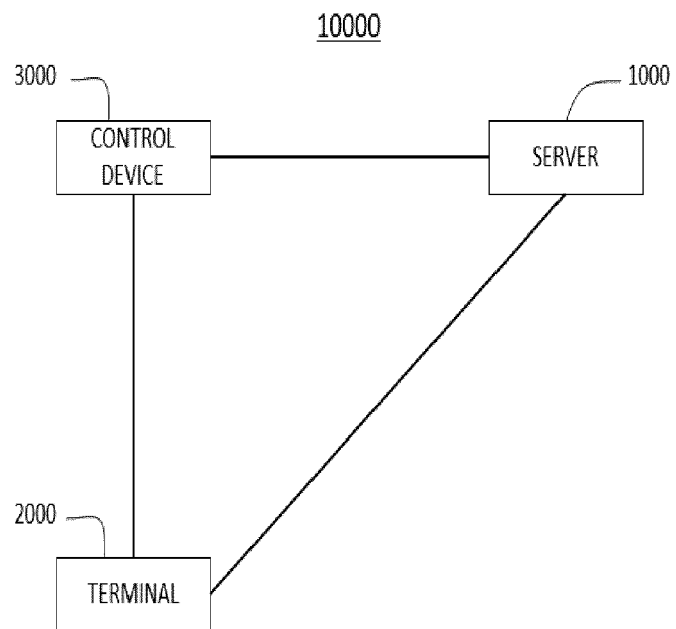 10000
3000
1000
CONTROL
DEVICE
SERVER
2000
TERMINAL